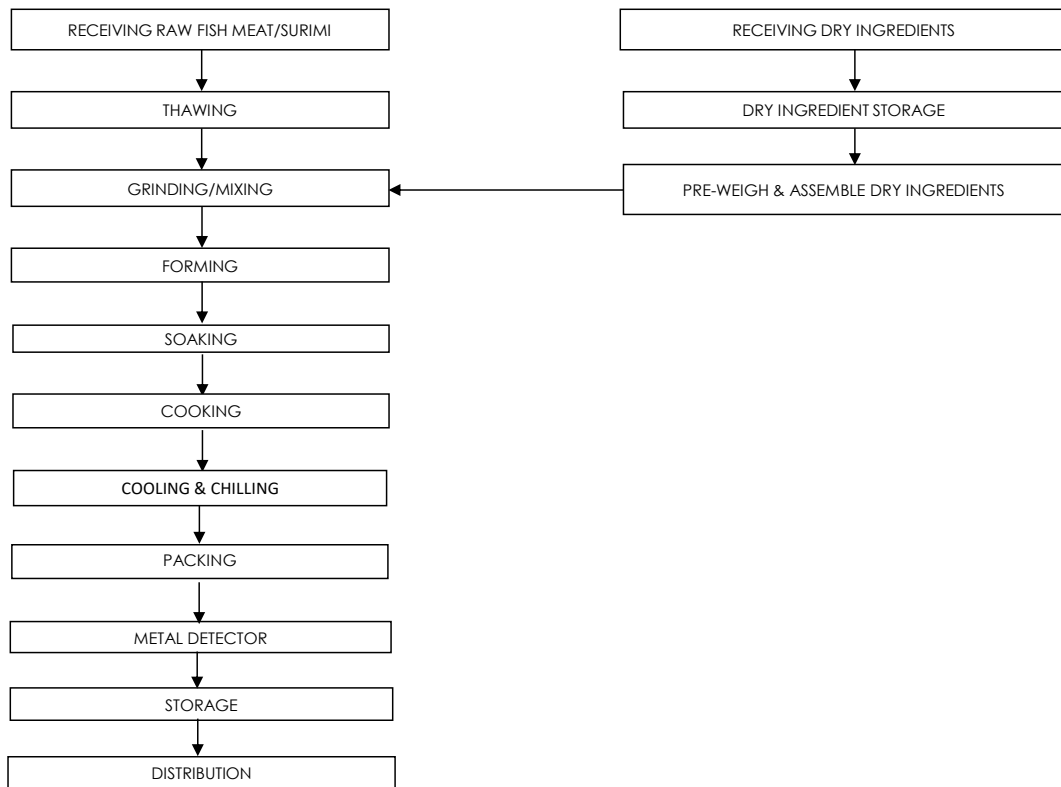 RECEIVING RAW FISH MEAT/SURIMI
RECEIVING DRY INGREDIENTS
THAWING
DRY INGREDIENT STORAGE
GRINDING/MIXING
PRE-WEIGH & ASSEMBLE DRY INGREDIENTS
FORMING
SOAKING
COOKING
COOLING & CHILLING
PACKING
METAL DETECTOR
STORAGE
DISTRIBUTION